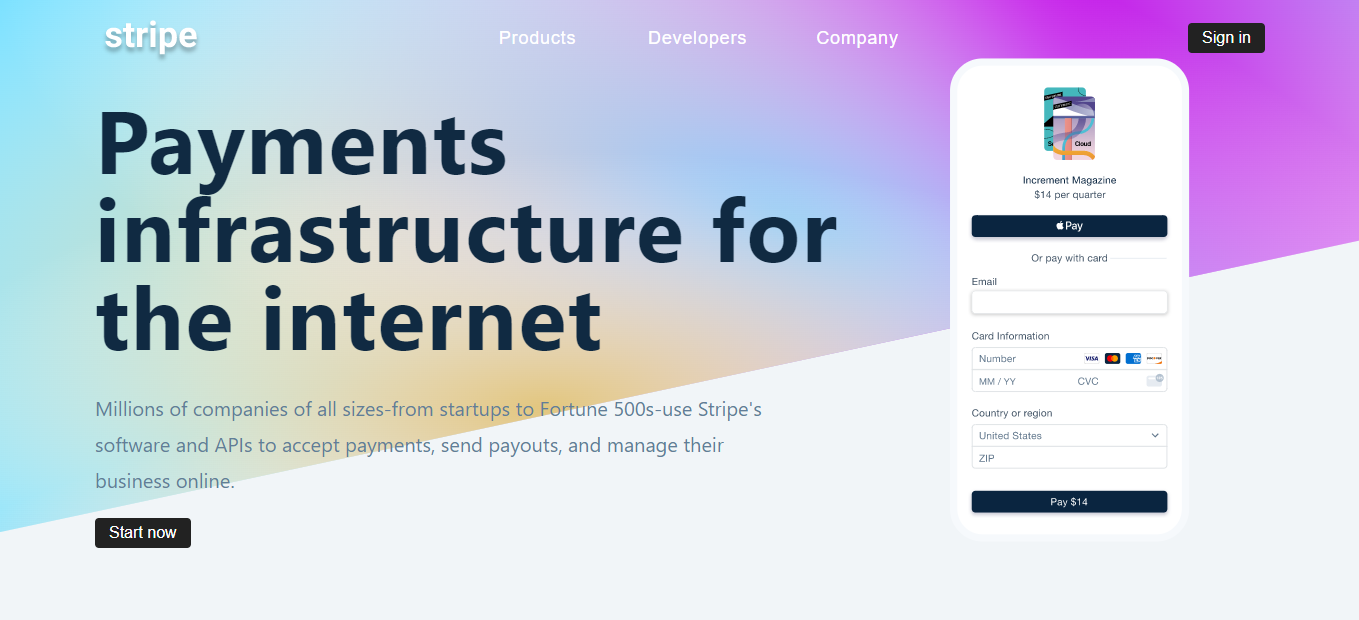 stripe
Products
Developers
Company
Sign in
Payments
infrastructure for
the internet
Millions of companies of all sizes-from startups to Fortune 500s-use Stripe's
software and APIs to accept payments, send payouts, and manage their
business online.
Start now
Cloud
Increment Magazine
$14 per quarter
Pay
Or pay with card
Email
Card Information
Number
VISA
MM / YY
CVC
Country or region
United States
ZIP
Pay $14